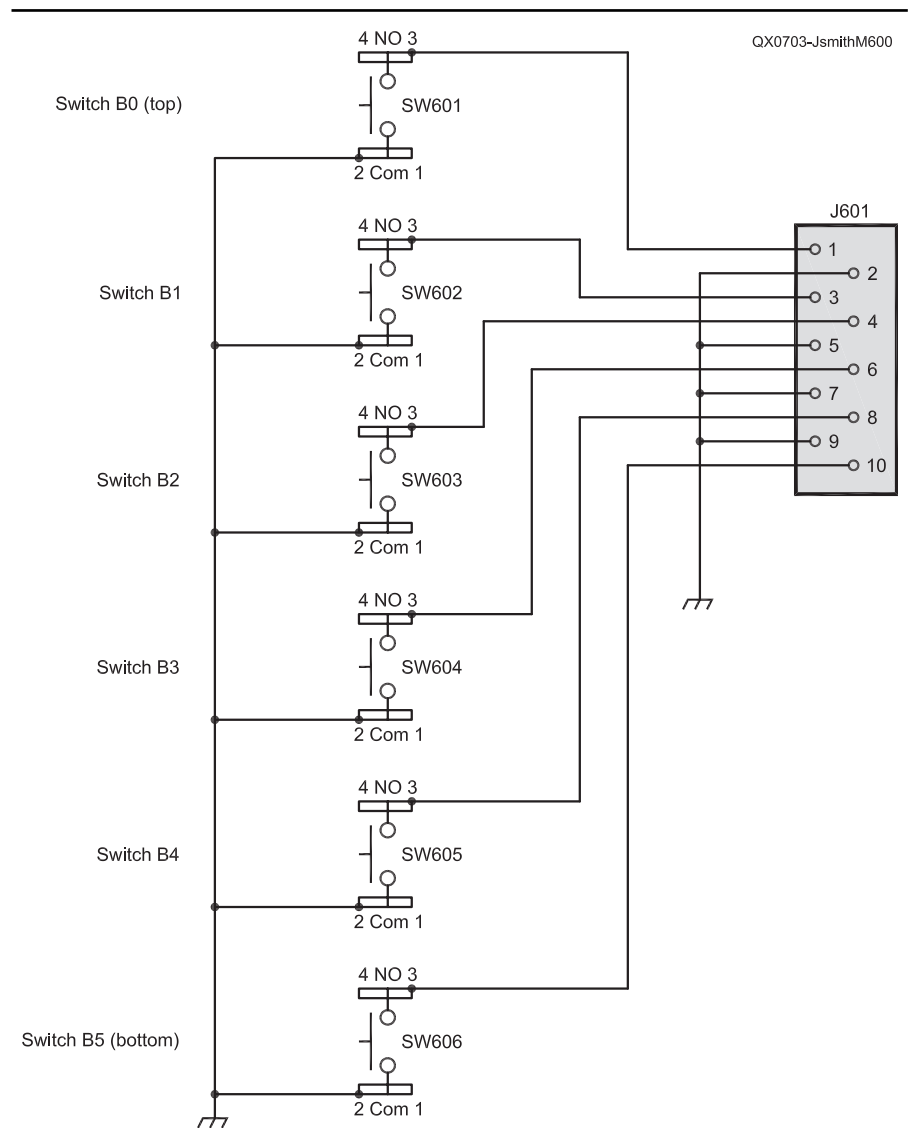 QX0703-JsmithM600
4 NO 3
Switch B0 (top)
SW601
2 Com 1
J601
4 NO 3
Switch B1
SW602
2 Com 1
4 NO 3
Switch B2
SW603
2 Com 1
4 NO 3
Switch B3
SW604
2 Com 1
4 NO 3
Switch B4
SW605
2 Com 1
4 NO 3
Switch B5 (bottom)
SW606
2 Com 1
1
2
3
4
5
6
7
8
9
10